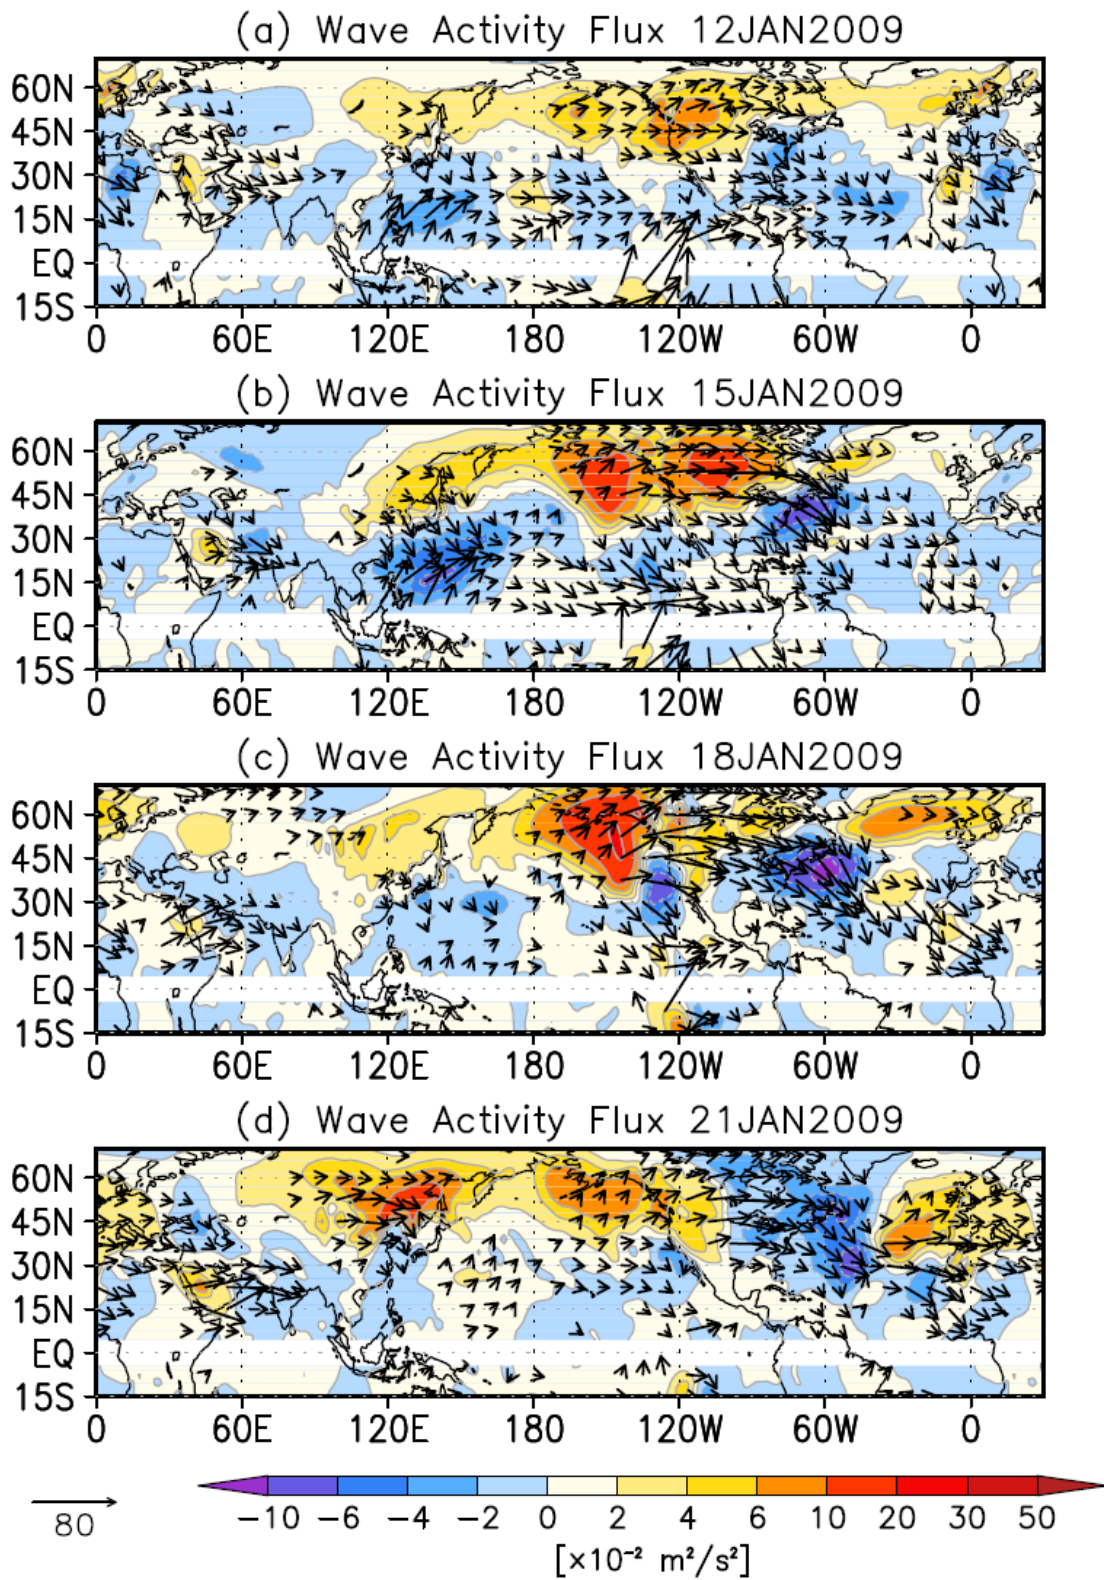 (a) Wave Activity Flux 12JAN2009
60N
45N
30N
15N
EQ
15S
0 60E 120E 180 120W 60W 0
(b) Wave Activity Flux 15JAN2009
60N
45N
30N
15N
EQ
15S
0 60E 120E 180 120W 60W 0
(c) Wave Activity Flux 18JAN2009
60N
45N
30N
15N
EQ
15S
0 60E 120E 180 120W 60W 0
(d) Wave Activity Flux 21JAN2009
60N
45N
30N
15N
EQ
15S
0 60E 120E 180 120W 60W 0
80
−10 −6 −4 −2 0 2 4 6 10 20 30 50
[×10⁻² m²/s²]